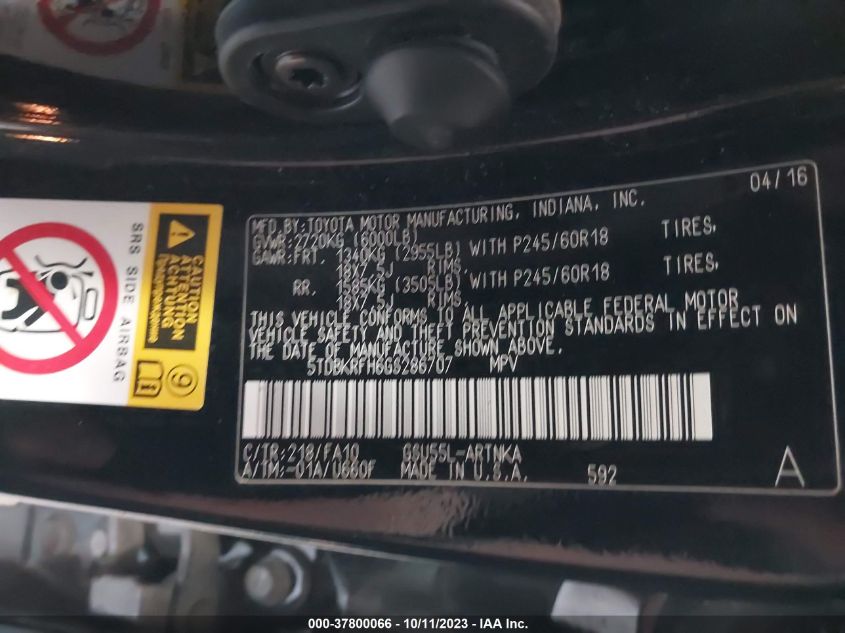 04/16
MFD.BY:TOYOTA MOTOR MANUFACTURING, INDIANA, INC.
GVWR:2720KG (6000LB)
GAWR:FRT. 1340KG (2955LB) WITH P245/60R18 TIRES,
18X7.5J RIMS,
RR. 1585KG (3505LB) WITH P245/60R18 TIRES,
18X7.5J RIMS,
THIS VEHICLE CONFORMS TO ALL APPLICABLE FEDERAL MOTOR
VEHICLE SAFETY AND THEFT PREVENTION STANDARDS IN EFFECT ON
THE DATE OF MANUFACTURE SHOWN ABOVE.
5TDBKRFH6GS286707 MPV
C/TR:218/FA10 GSU55L-ARTNKA
A/TM:-01A/U660F MADE IN U.S.A. 592
A
SRS SIDE AIRBAG
CAUTION
ATTENTION
ACHTUNG
9
000-37800066 - 10/11/2023 - IAA Inc.